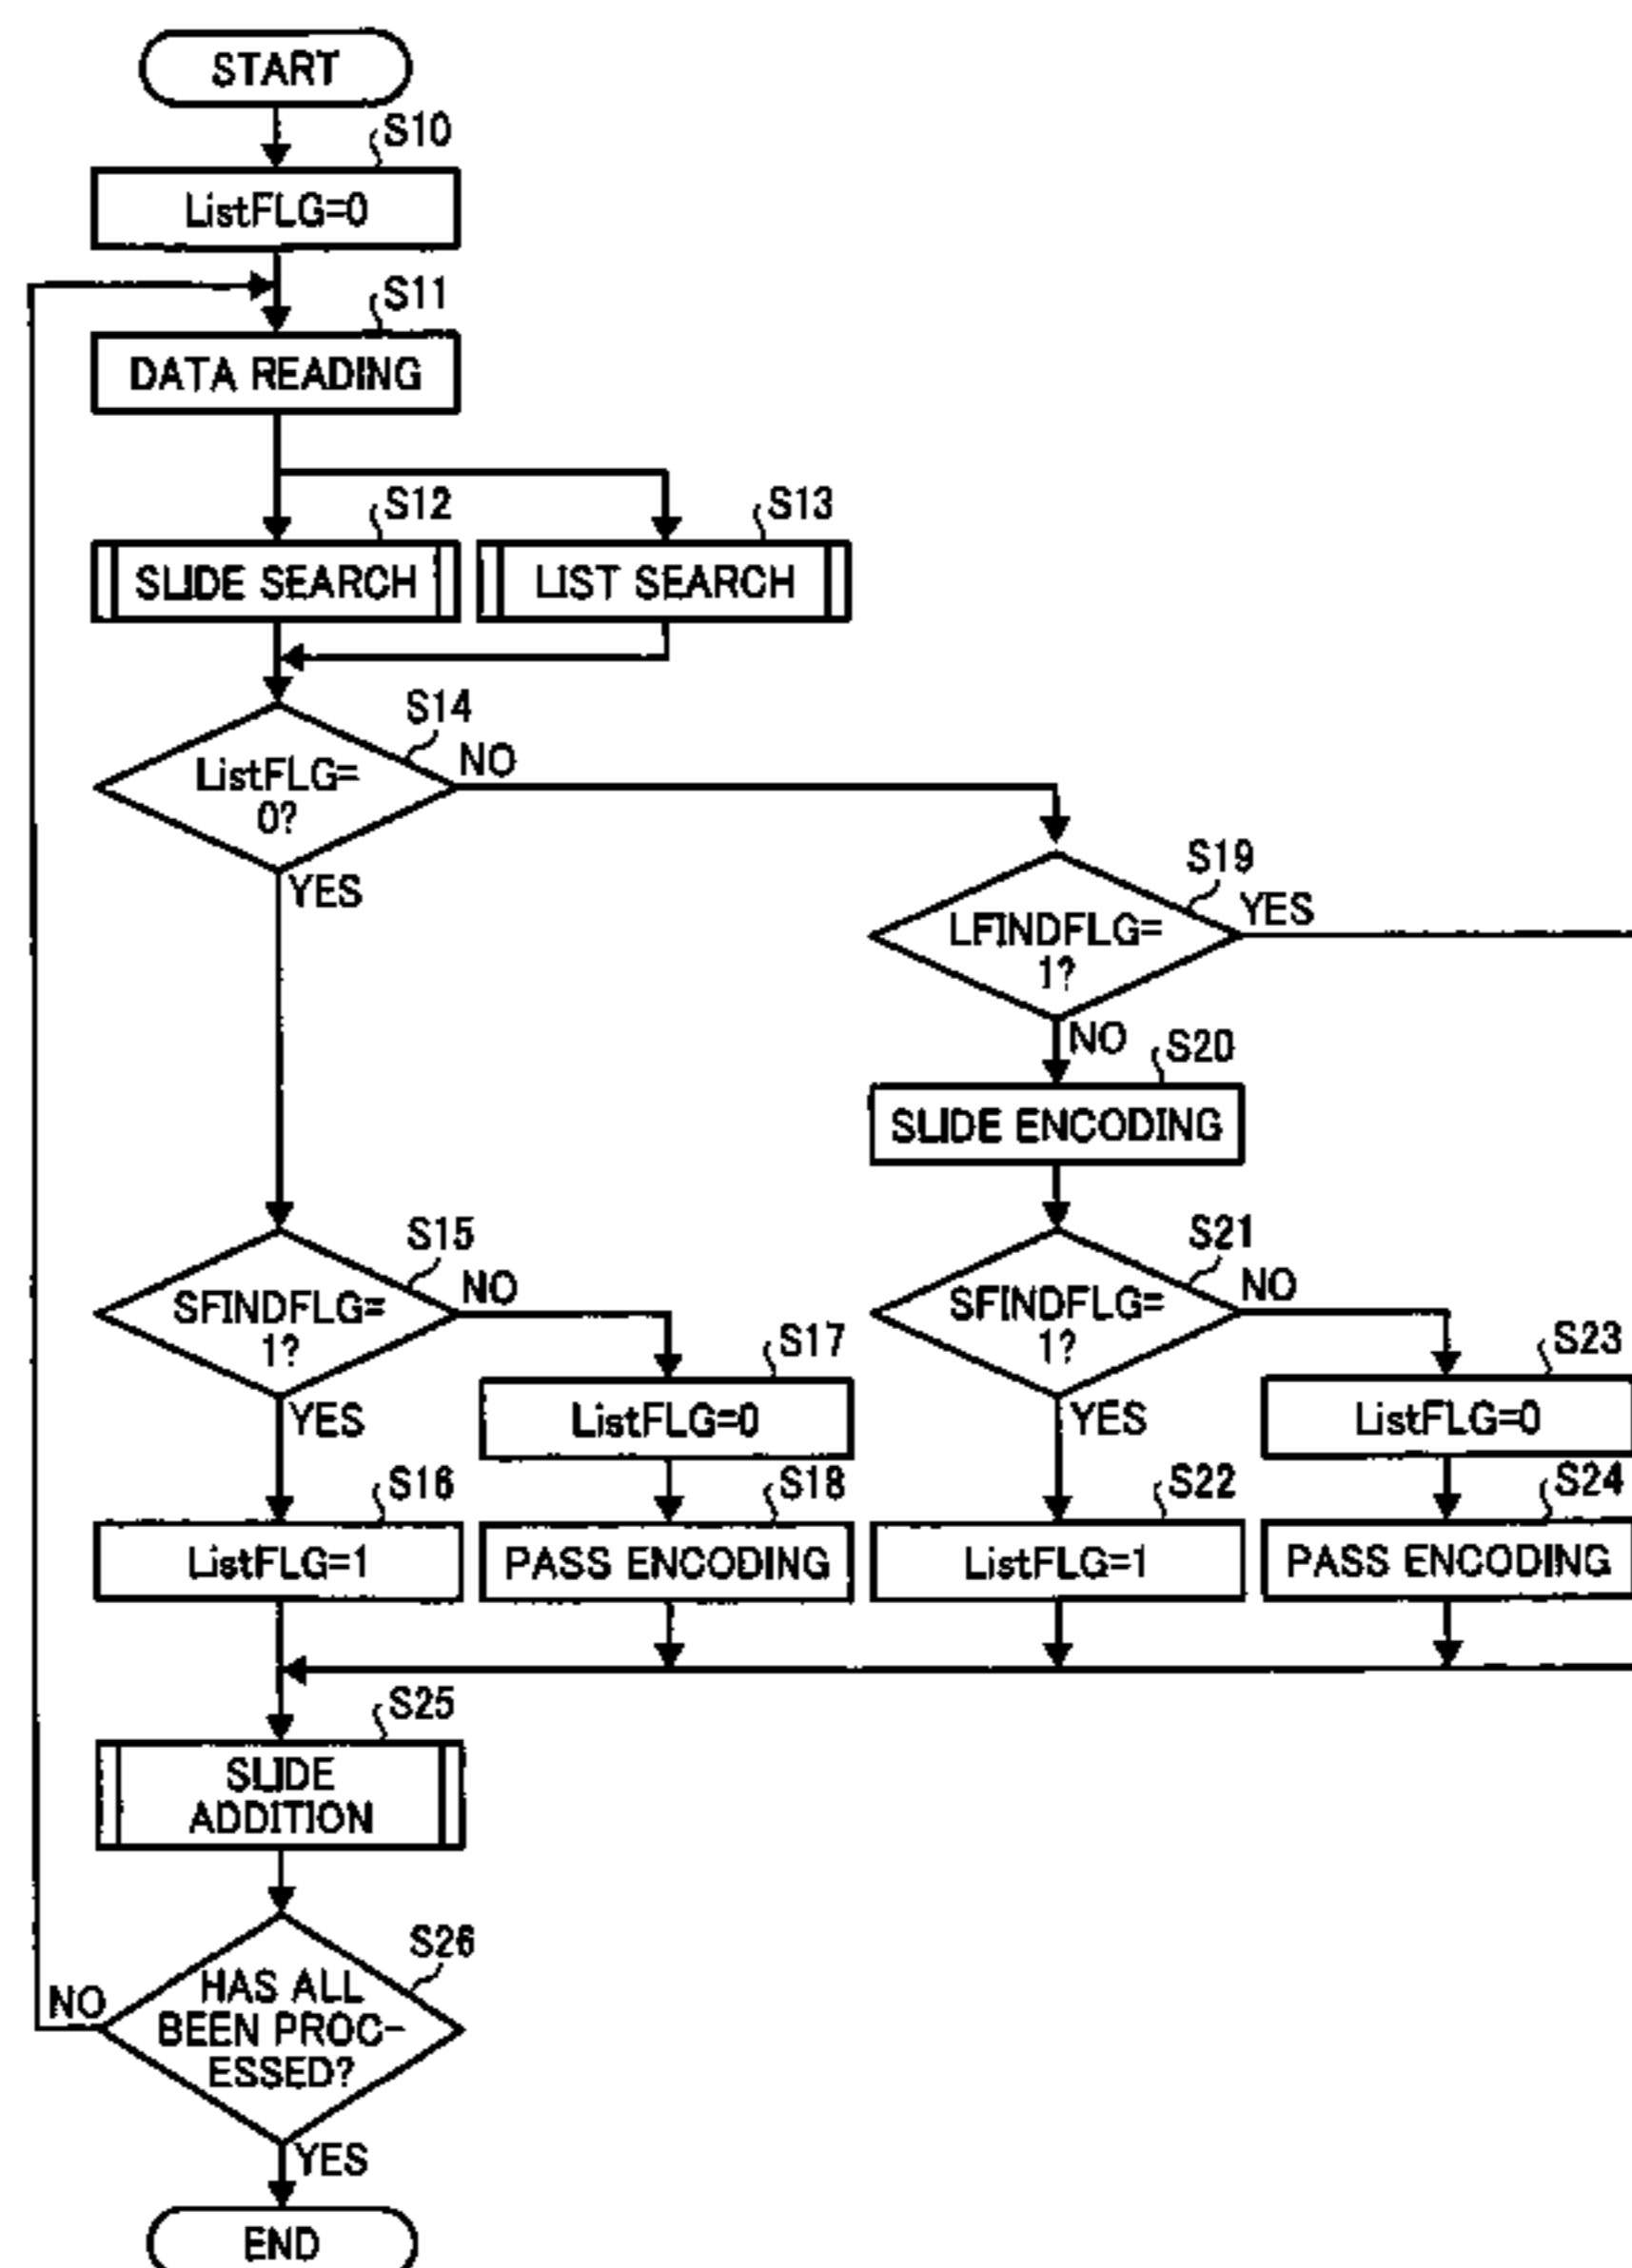 START
S10
ListFLG=0
S11
DATA READING
S12
SLIDE SEARCH
S13
LIST SEARCH
S14
ListFLG=
0?
NO
YES
S19
LFINDFLG=
1?
YES
NO
S20
SLIDE ENCODING
S15
SFINDFLG=
1?
NO
YES
S21
SFINDFLG=
1?
NO
YES
S17
ListFLG=0
S23
ListFLG=0
S16
ListFLG=1
S18
PASS ENCODING
S22
ListFLG=1
S24
PASS ENCODING
S25
SLIDE
ADDITION
S26
HAS ALL
BEEN PROC-
ESSED?
NO
YES
END